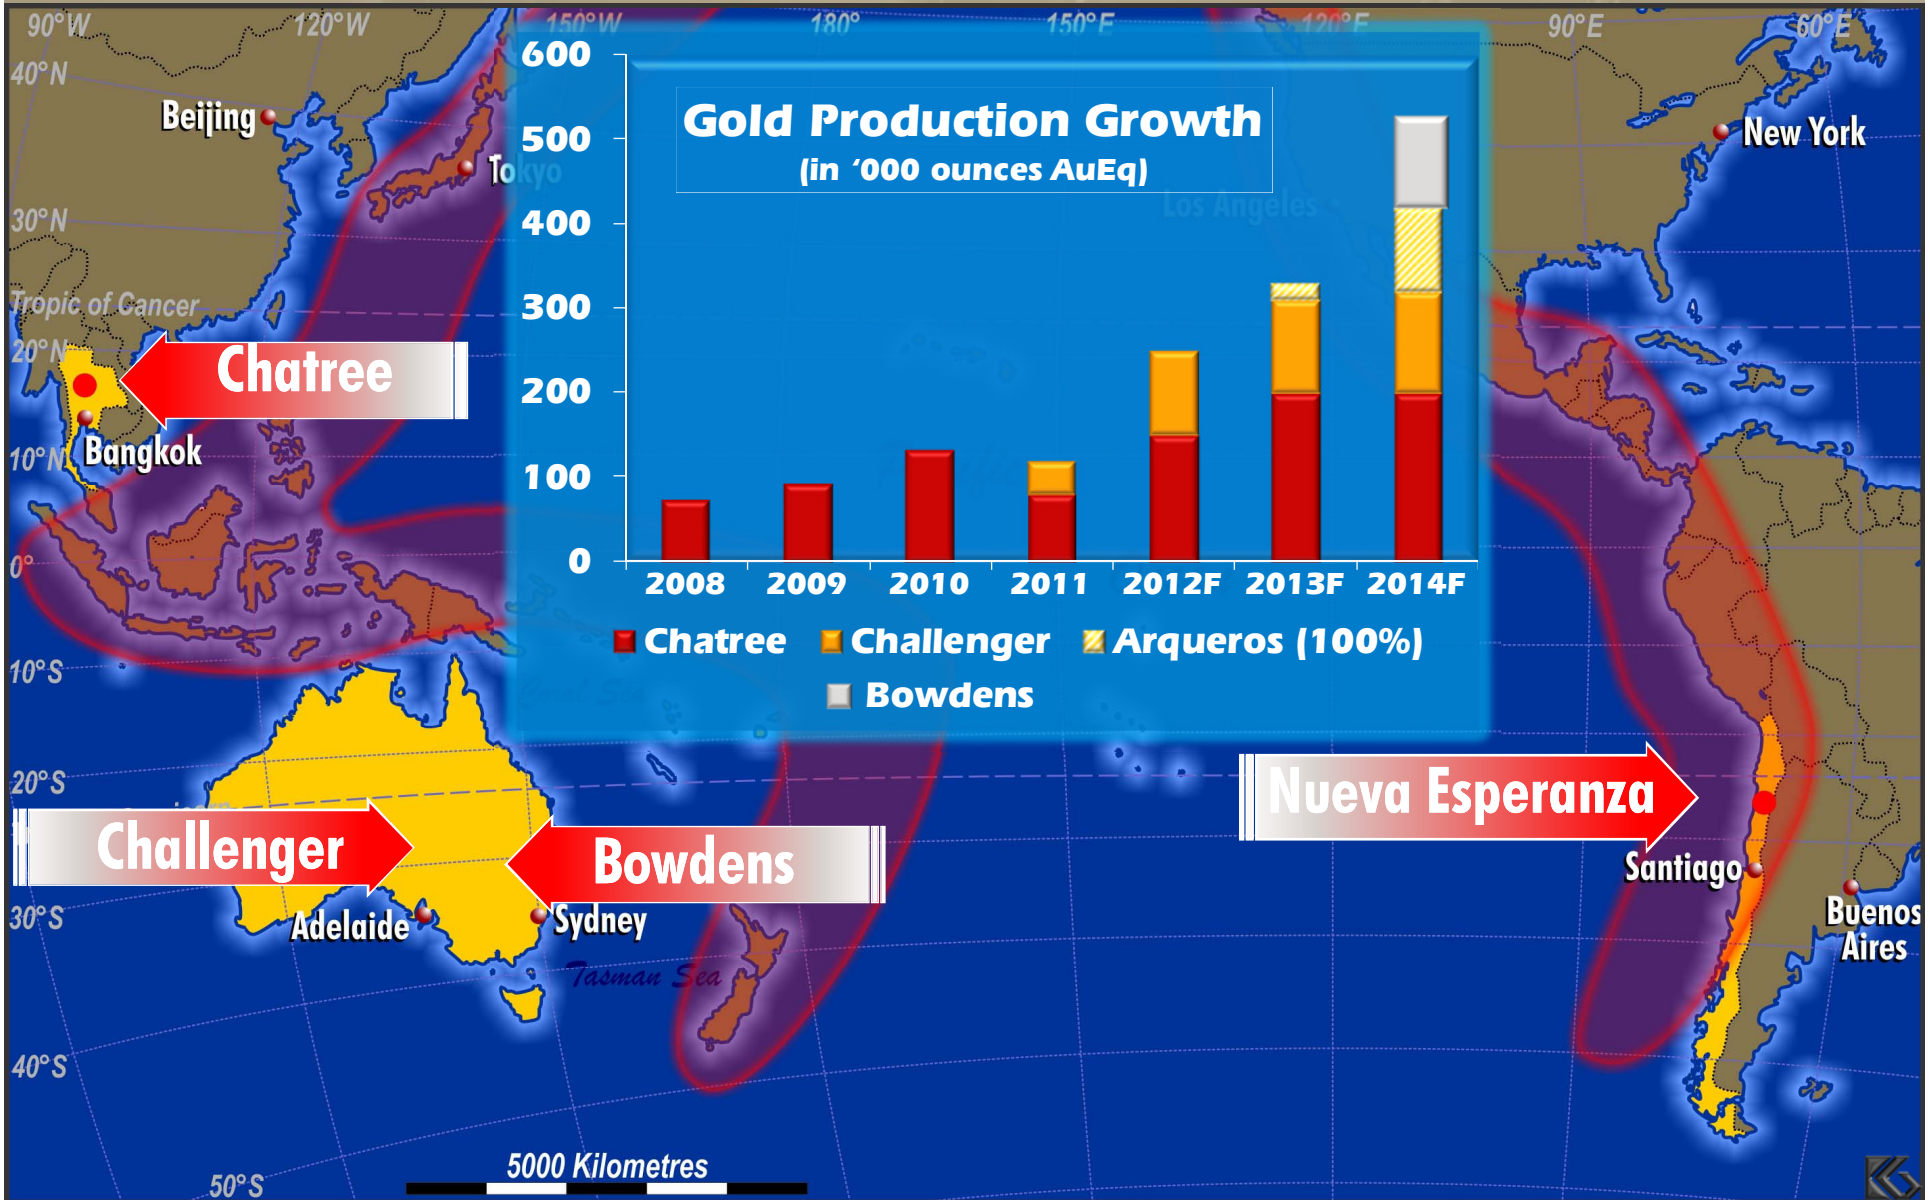 90°W
120°W
150°W
180°
150°E
120°E
90°E
60°E
40°N
30°N
Tropic of Cancer
20°N
10°N
0°
10°S
20°S
30°S
40°S
50°S
Beijing
Tokyo
Los Angeles
New York
Bangkok
Chatree
600
500
400
300
200
100
0
Gold Production Growth
(in ‘000 ounces AuEq)
2008 2009 2010 2011 2012F 2013F 2014F
Chatree Challenger Arqueros (100%)
Bowdens
Coral Sea
Challenger
Bowdens
Nueva Esperanza
Adelaide
Sydney
Tasman Sea
Santiago
Buenos
Aires
5000 Kilometres